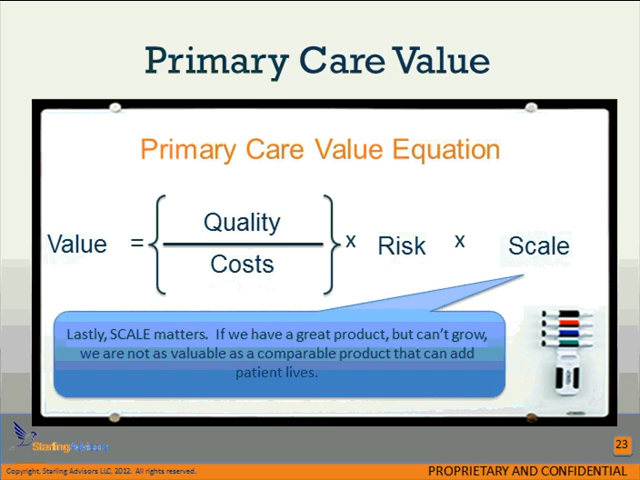 Primary Care Value
Primary Care Value Equation
Value = { Quality / Costs } x Risk x Scale
Lastly, SCALE matters. If we have a great product, but can't grow,
we are not as valuable as a comparable product that can add
patient lives.
Starling Advisors
23
Copyright, Starling Advisors LLC, 2012. All rights reserved.
PROPRIETARY AND CONFIDENTIAL